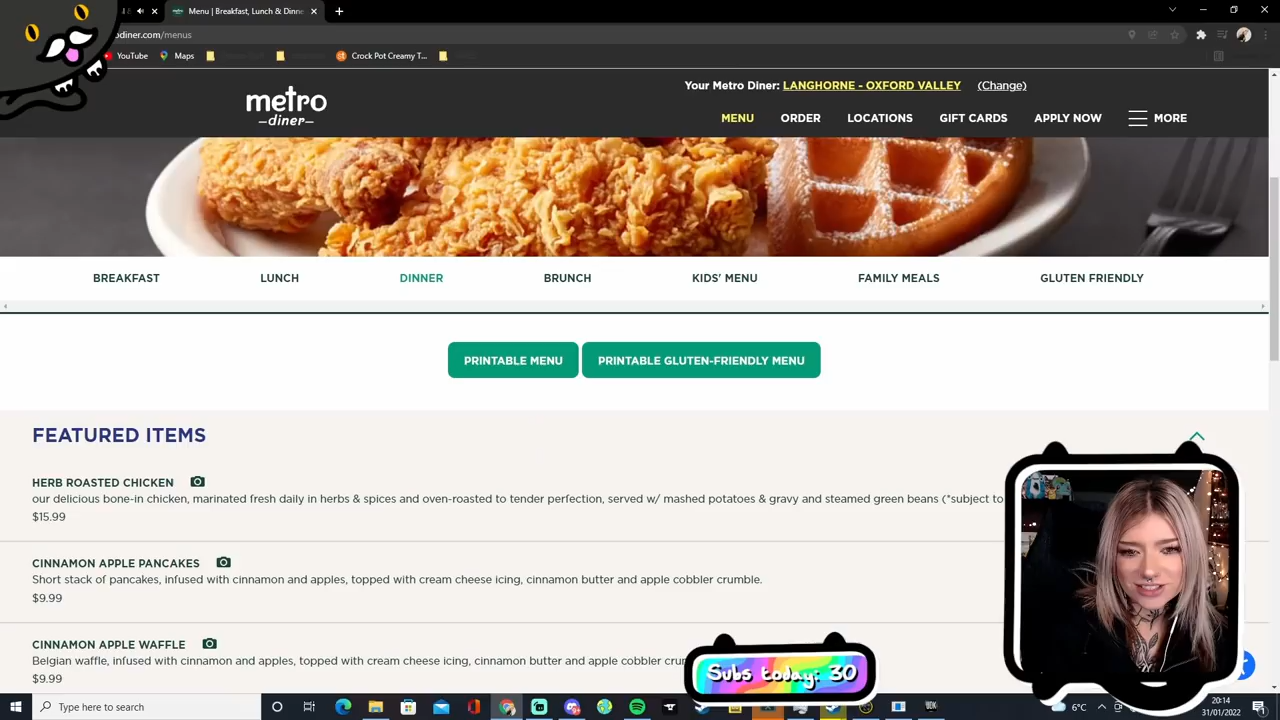 Menu | Breakfast, Lunch & Dinner
odiner.com/menus
YouTube
Maps
Crock Pot Creamy T...
metro
diner
Your Metro Diner: LANGHORNE - OXFORD VALLEY (Change)
MENU
ORDER
LOCATIONS
GIFT CARDS
APPLY NOW
MORE
BREAKFAST
LUNCH
DINNER
BRUNCH
KIDS' MENU
FAMILY MEALS
GLUTEN FRIENDLY
PRINTABLE MENU
PRINTABLE GLUTEN-FRIENDLY MENU
FEATURED ITEMS
HERB ROASTED CHICKEN
our delicious bone-in chicken, marinated fresh daily in herbs & spices and oven-roasted to tender perfection, served w/ mashed potatoes & gravy and steamed green beans (*subject to
$15.99
CINNAMON APPLE PANCAKES
Short stack of pancakes, infused with cinnamon and apples, topped with cream cheese icing, cinnamon butter and apple cobbler crumble.
$9.99
CINNAMON APPLE WAFFLE
Belgian waffle, infused with cinnamon and apples, topped with cream cheese icing, cinnamon butter and apple cobbler
$9.99
Subs today: 30
Type here to search
6°C
20:14
31/01/2022